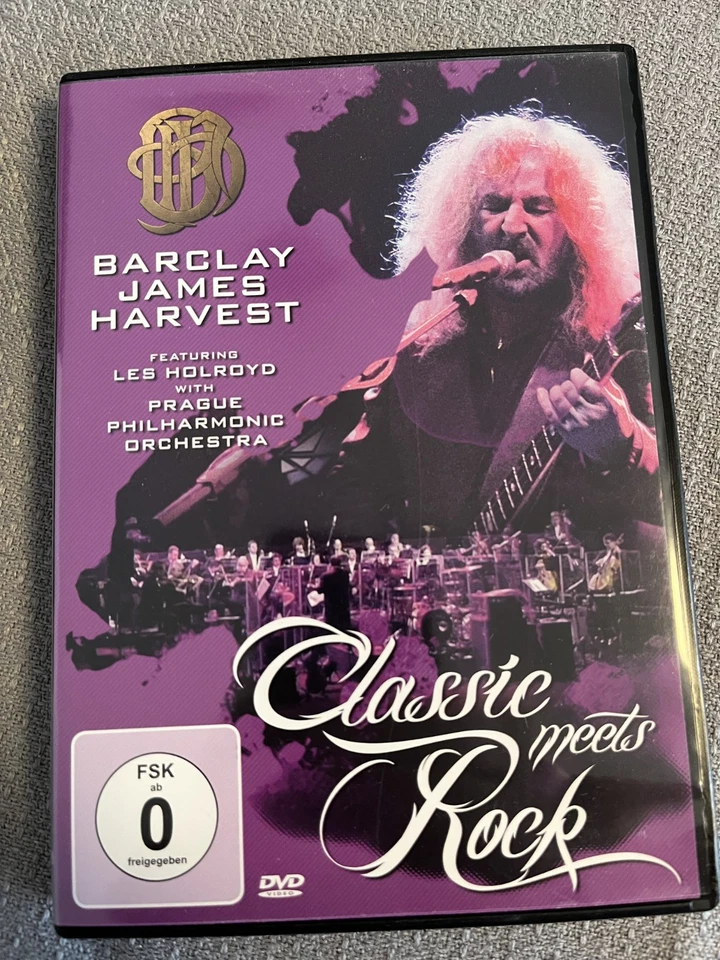 BARCLAY
JAMES
HARVEST
FEATURING
LES HOLROYD
WITH
PRAGUE
PHILHARMONIC
ORCHESTRA
Classic
meets
Rock
FSK
ab
0
freigegeben
DVD
VIDEO